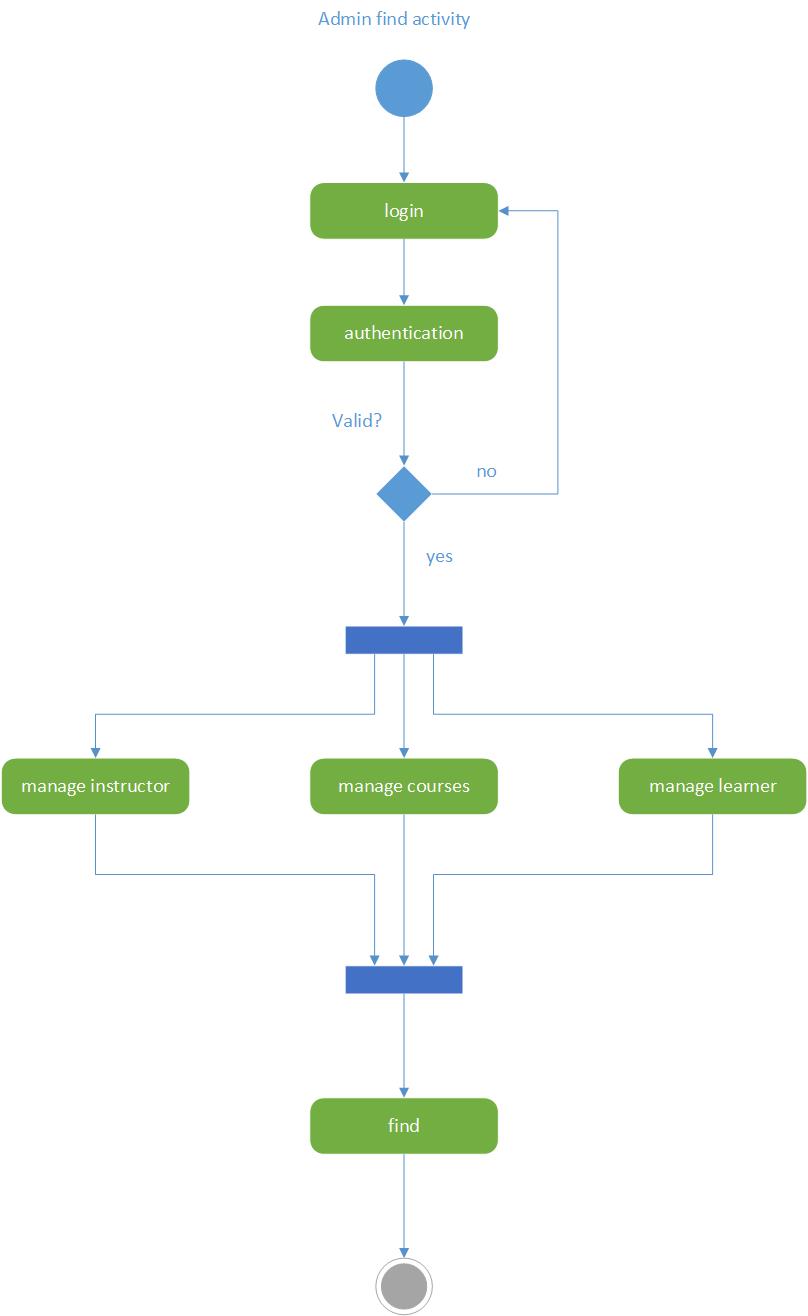 Admin find activity
login
authentication
Valid?
no
yes
manage instructor
manage courses
manage learner
find